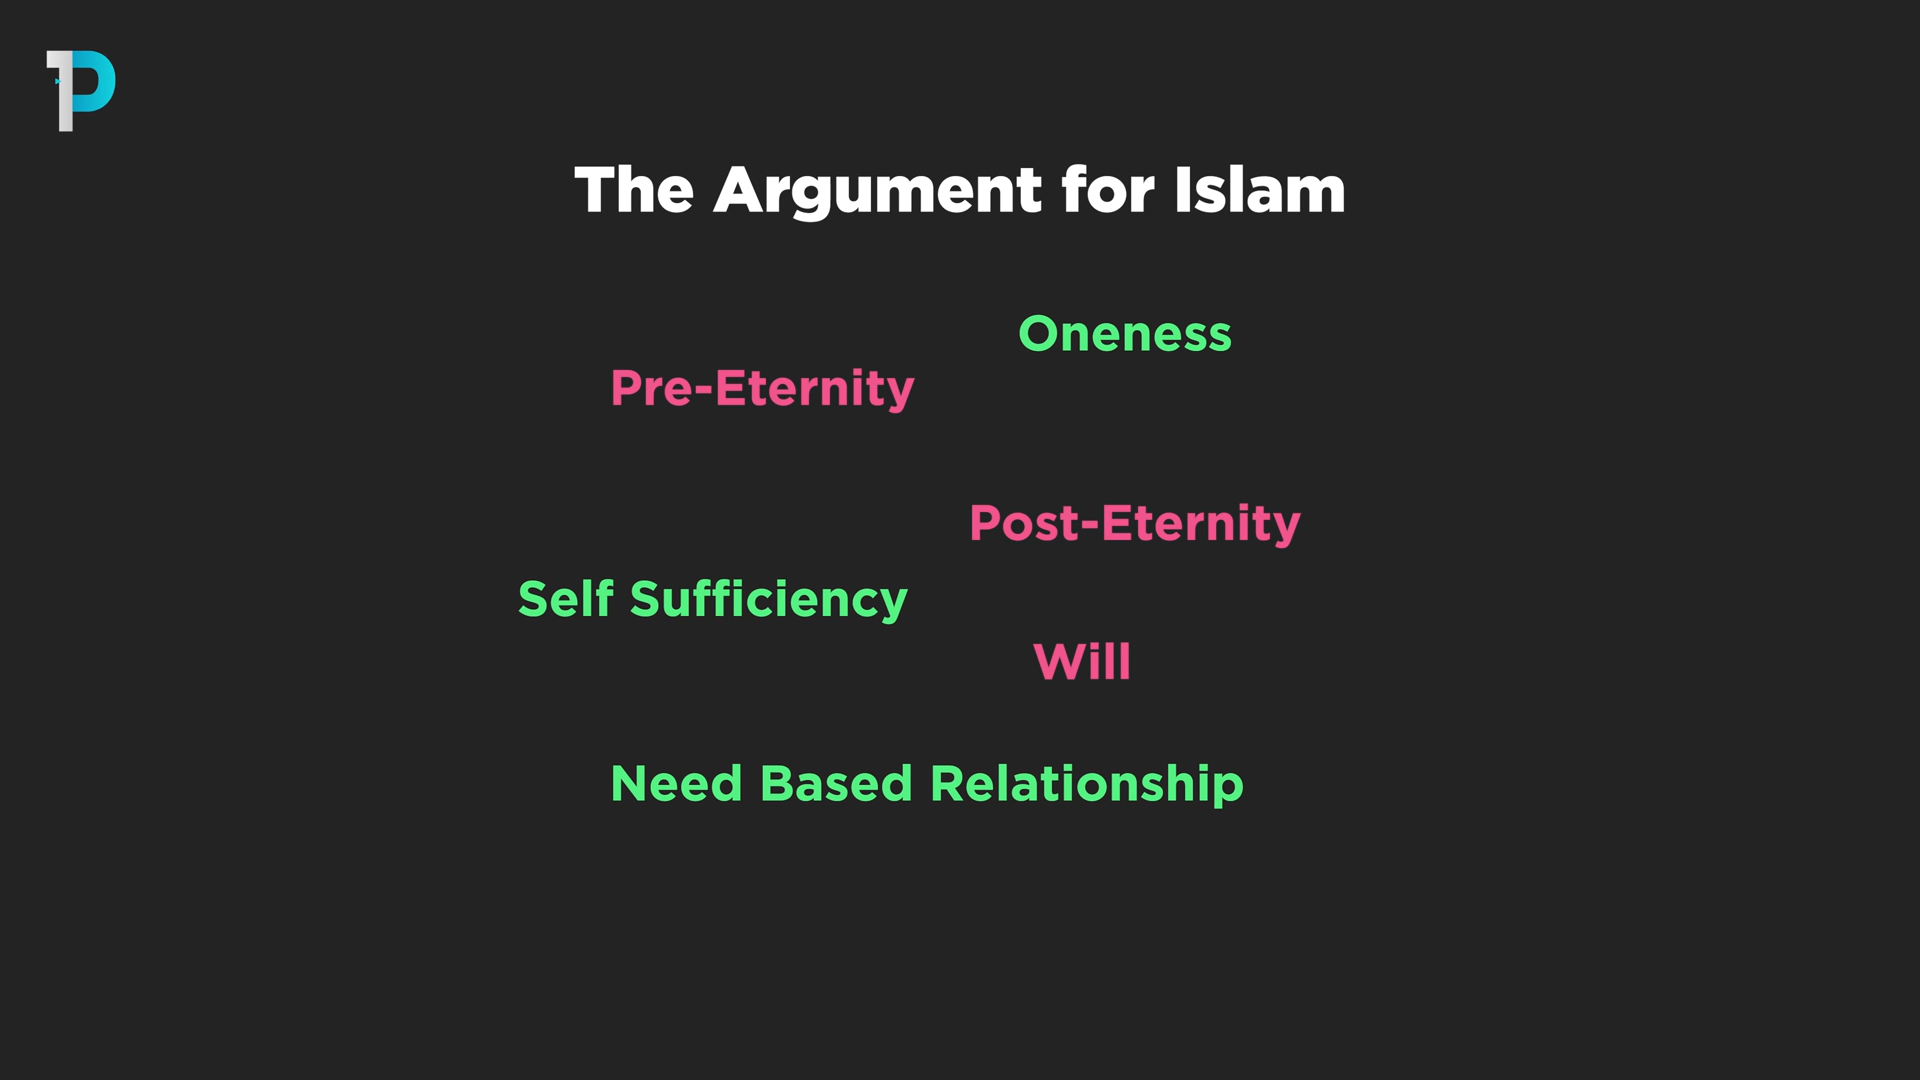 The Argument for Islam
Oneness
Pre-Eternity
Post-Eternity
Self Sufficiency
Will
Need Based Relationship